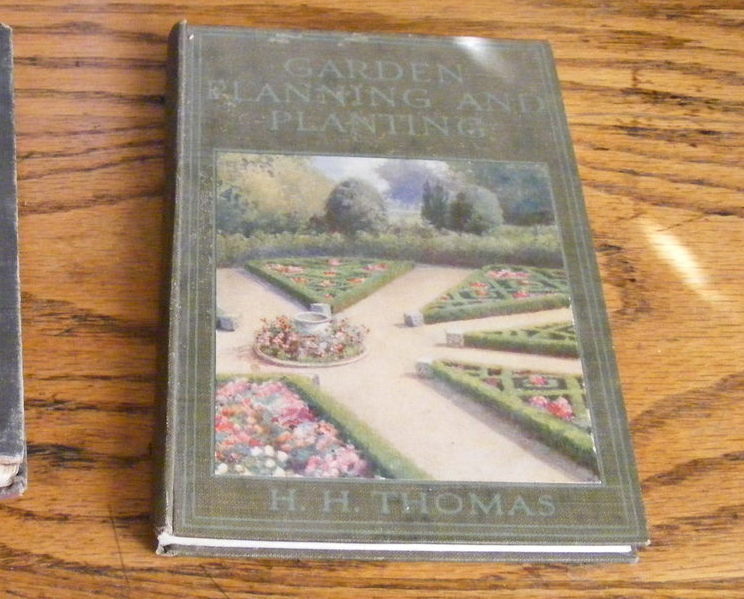 GARDEN
PLANNING AND
PLANTING
H. H. THOMAS